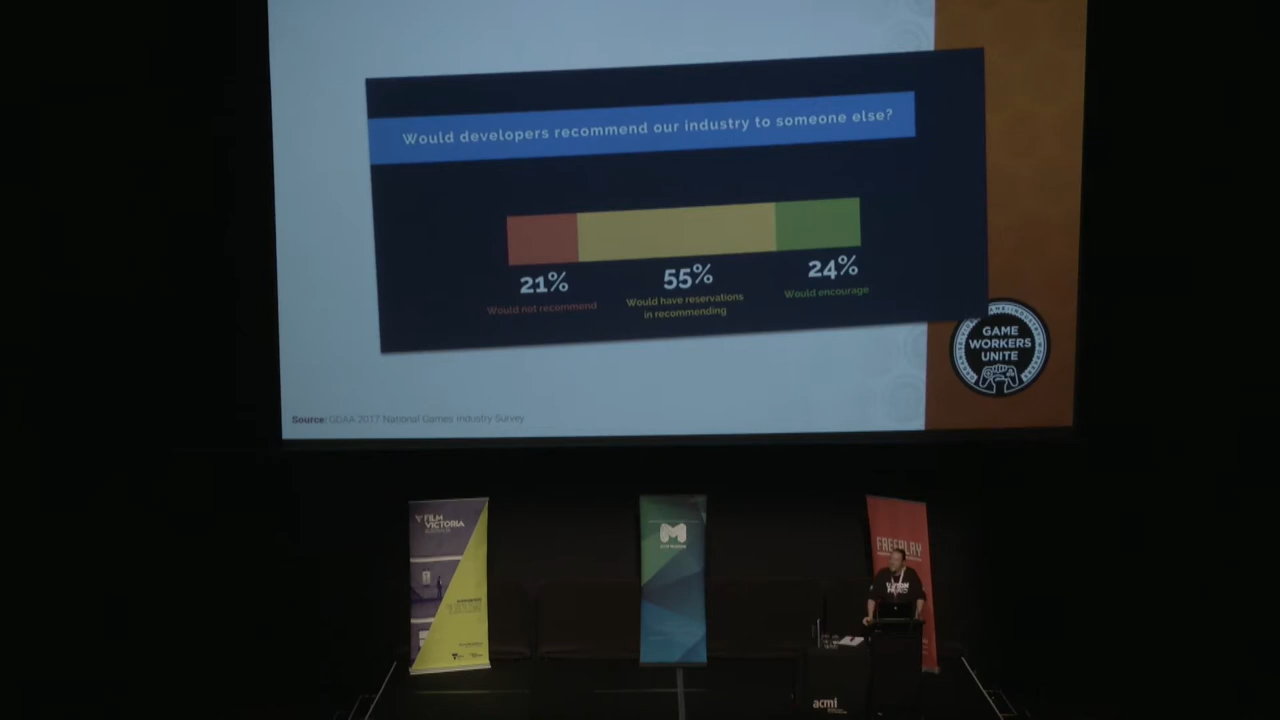 Would developers recommend our industry to someone else?
21%
55%
24%
Would not recommend
Would have reservations
in recommending
Would encourage
GAME
WORKERS
UNITE
Source: GDAA 2017 National Games Industry Survey
FILM
VICTORIA
AUSTRALIA
FREEPLAY
acmi